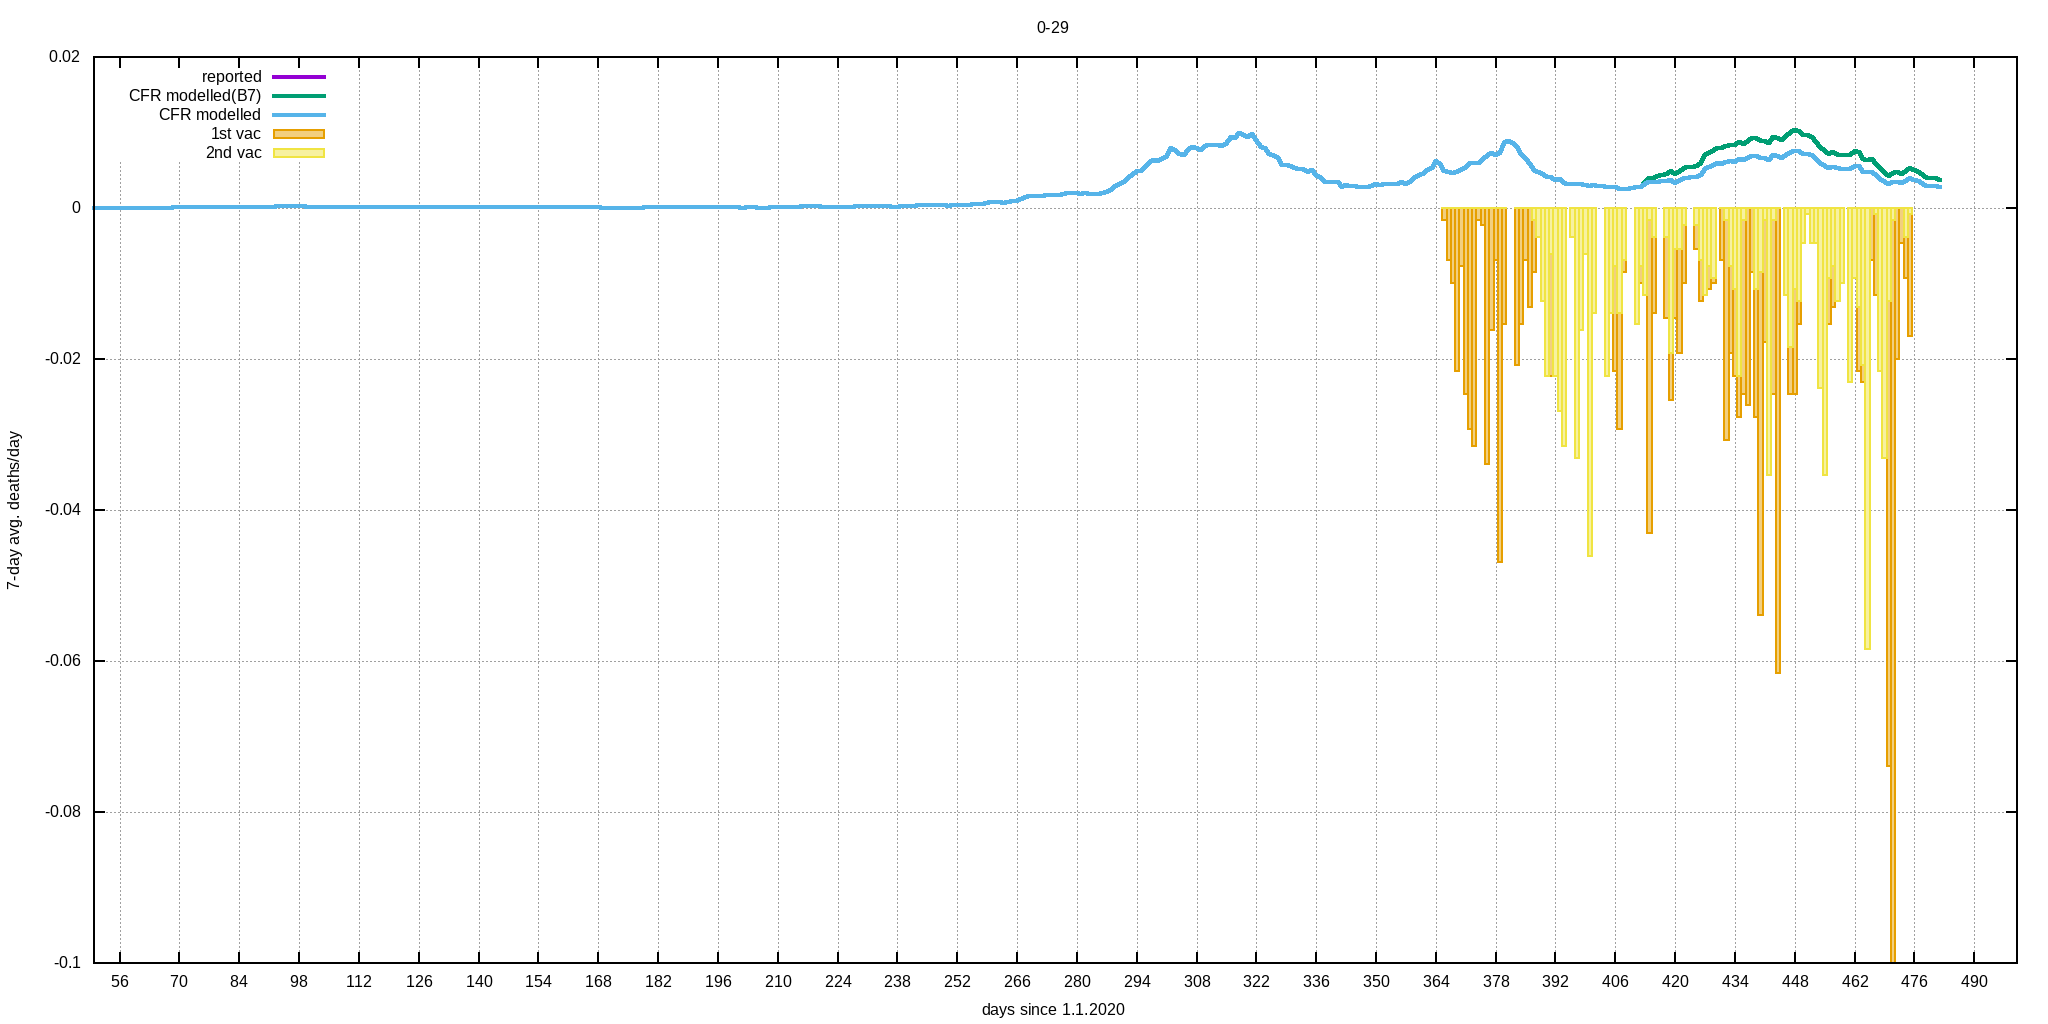 0-29
0.02
0
-0.02
-0.04
-0.06
-0.08
-0.1
7-day avg. deaths/day
reported
CFR modelled(B7)
CFR modelled
1st vac
2nd vac
56 70 84 98 112 126 140 154 168 182 196 210 224 238 252 266 280 294 308 322 336 350 364 378 392 406 420 434 448 462 476 490
days since 1.1.2020